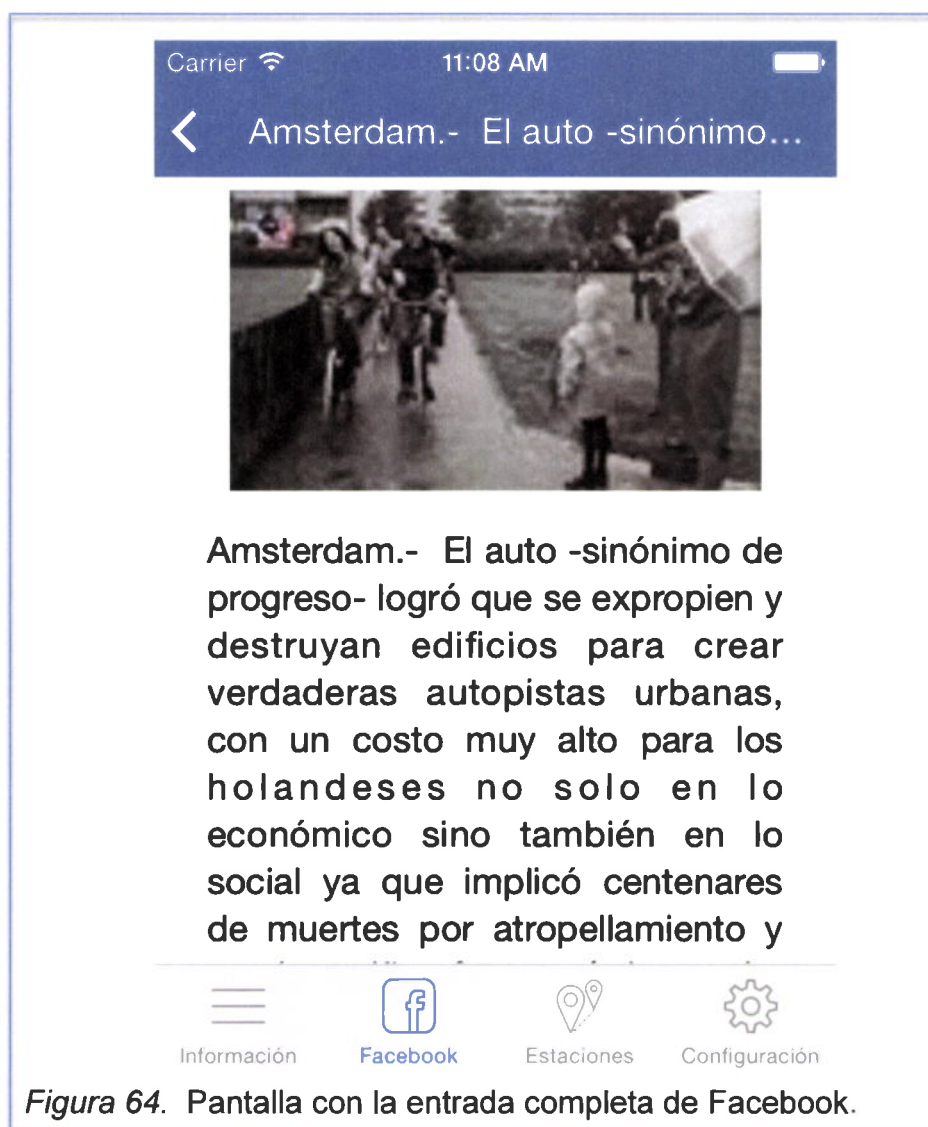 Carrier 11:08 AM
Amsterdam.- El auto -sinónimo...
Amsterdam.- El auto -sinónimo de
progreso- logró que se expropien y
destruyan edificios para crear
verdaderas autopistas urbanas,
con un costo muy alto para los
holandeses no solo en lo
económico sino también en lo
social ya que implicó centenares
de muertes por atropellamiento y
Información Facebook Estaciones Configuración
Figura 64. Pantalla con la entrada completa de Facebook.